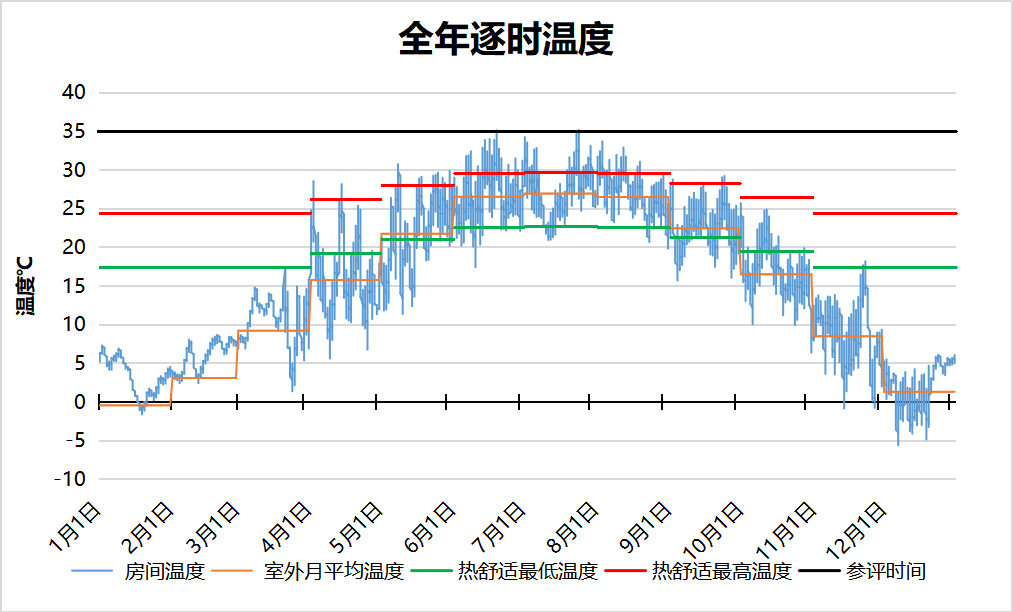 全年逐时温度
40
35
30
25
20
15
10
5
0
-5
-10
温度℃
1月1日
2月1日
3月1日
4月1日
5月1日
6月1日
7月1日
8月1日
9月1日
10月1日
11月1日
12月1日
房间温度 室外月平均温度 热舒适最低温度 热舒适最高温度 参评时间